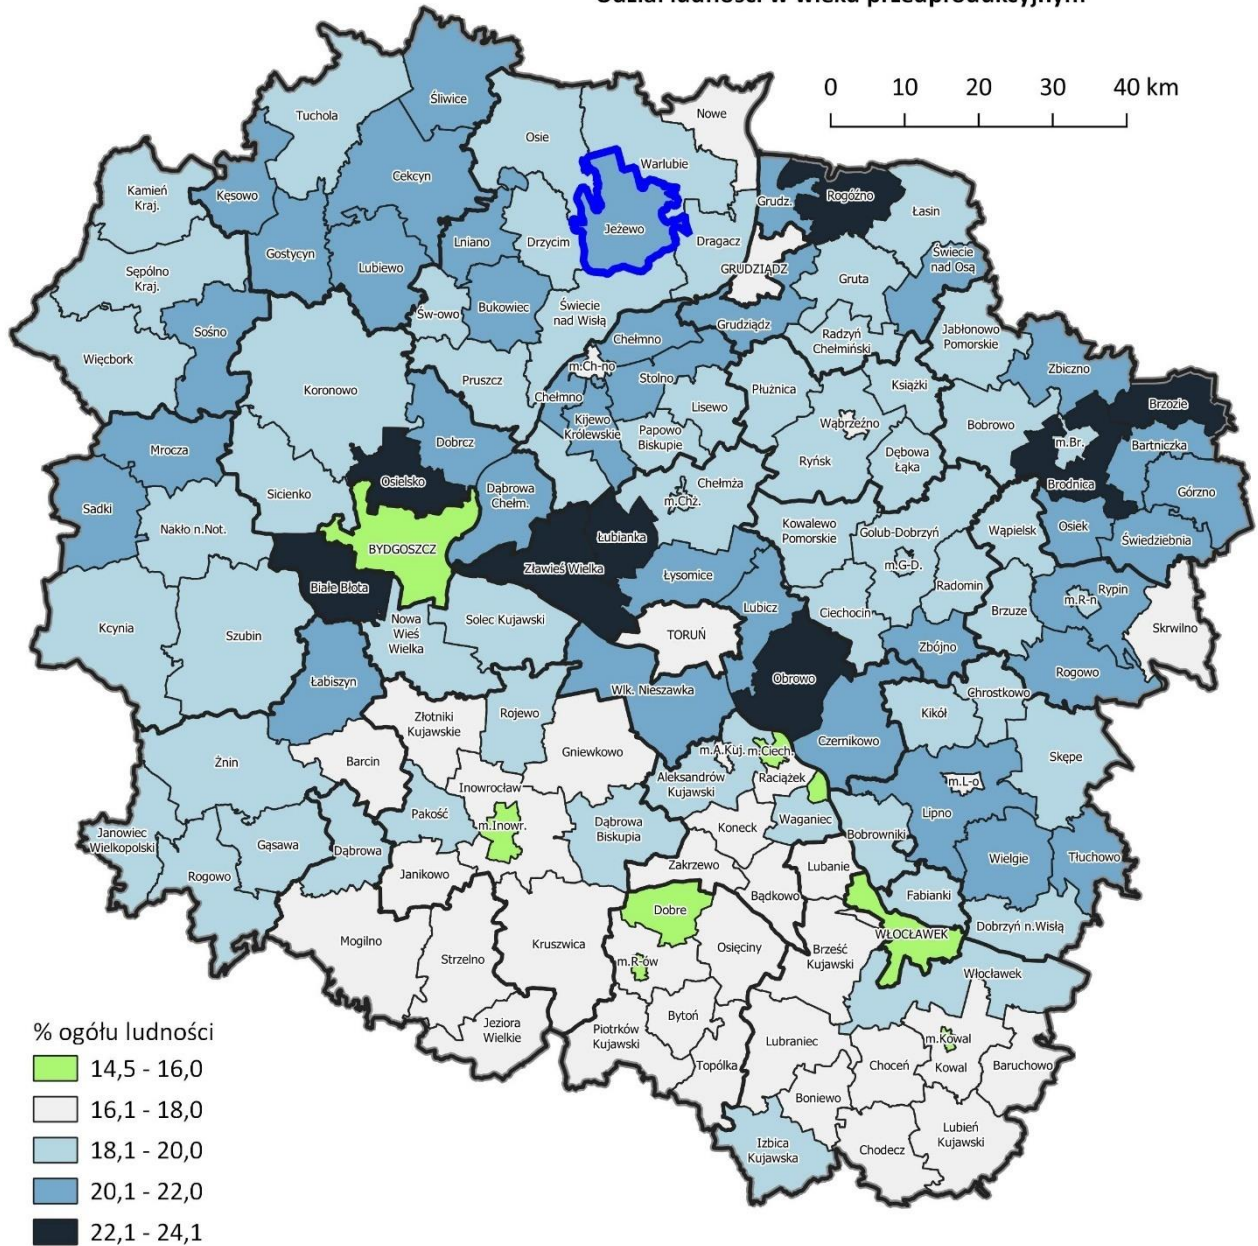 Udział ludności w wieku przedprodukcyjnym
0 10 20 30 40 km
Śliwice
Tuchola
Nowe
Osie
Warlubie
Cekcyn
Kamień
Kraj.
Kęsowo
Grudz.
Rogóźno
Łasin
Jeżewo
Lniano
Drzycim
Dragacz
Gostycyn
Lubiewo
Świecie
nad Osą
GRUDZIĄDZ
Sępólno
Kraj.
Gruta
Bukowiec
Św-owo
Świecie
nad Wisłą
Sośno
Grudziądz
Radzyń
Chełmiński
Jabłonowo
Pomorskie
Chełmno
Więcbork
m.Ch-no
Zbiczno
Stolno
Pruszcz
Koronowo
Płużnica
Książki
Chełmno
Lisewo
Brzozie
Kijewo
Królewskie
Papowo
Biskupie
Wąbrzeźno
Bobrowo
m.Br.
Bartniczka
Mrocza
Dobrcz
Ryńsk
Dębowa
Łąka
Osielsko
Chełmża
Brodnica
Górzno
Sicienko
Dąbrowa
Chełm.
m.Chż.
Sadki
Nakło n.Not.
Kowalewo
Pomorskie
Golub-Dobrzyń
Wąpielsk
Osiek
Świedziebnia
Łubianka
BYDGOSZCZ
Zławieś Wielka
m.G-D.
Łysomice
Białe Błota
Radomin
Rypin
m.R-n
Lubicz
Ciechocin
Brzuze
Nowa
Wieś
Wielka
Solec Kujawski
Kcynia
Szubin
TORUŃ
Skrwilno
Zbójno
Łabiszyn
Obrowo
Rogowo
Wlk. Nieszawka
Chrostkowo
Kikół
Złotniki
Kujawskie
Rojewo
Czernikowo
Gniewkowo
m.A.Kuj.
m.Ciech.
Skępe
Żnin
Barcin
Raciążek
Aleksandrów
Kujawski
m.L-o
Inowrocław
Lipno
Pakość
m.Inowr.
Dąbrowa
Biskupia
Waganiec
Koneck
Bobrowniki
Janowiec
Wielkopolski
Gąsawa
Dąbrowa
Wielgie
Tłuchowo
Zakrzewo
Lubanie
Rogowo
Janikowo
Bądkowo
Fabianki
Dobre
Dobrzyń n.Wisłą
WŁOCŁAWEK
Mogilno
Kruszwica
Osięciny
Brześć
Kujawski
Strzelno
m.R-ów
Włocławek
Bytoń
Jeziora
Wielkie
Piotrków
Kujawski
Lubraniec
m.Kowal
% ogółu ludności
Topólka
Choceń
Kowal
Baruchowo
14,5 - 16,0
Boniewo
16,1 - 18,0
Lubień
Kujawski
Izbica
Kujawska
Chodecz
18,1 - 20,0
20,1 - 22,0
22,1 - 24,1